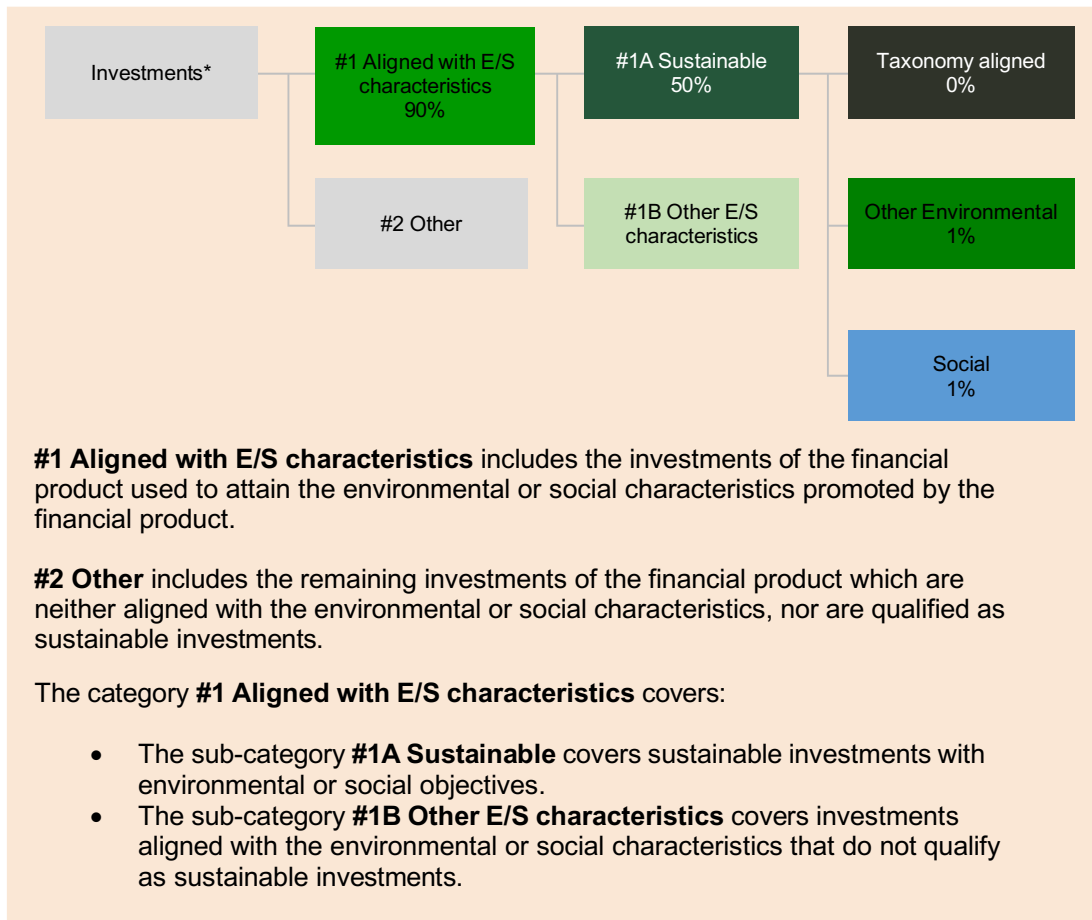 Investments*
#1 Aligned with E/S
characteristics
90%
#1A Sustainable
50%
Taxonomy aligned
0%
#2 Other
#1B Other E/S
characteristics
Other Environmental
1%
Social
1%
#1 Aligned with E/S characteristics includes the investments of the financial
product used to attain the environmental or social characteristics promoted by the
financial product.
#2 Other includes the remaining investments of the financial product which are
neither aligned with the environmental or social characteristics, nor are qualified as
sustainable investments.
The category #1 Aligned with E/S characteristics covers:
• The sub-category #1A Sustainable covers sustainable investments with
environmental or social objectives.
• The sub-category #1B Other E/S characteristics covers investments
aligned with the environmental or social characteristics that do not qualify
as sustainable investments.